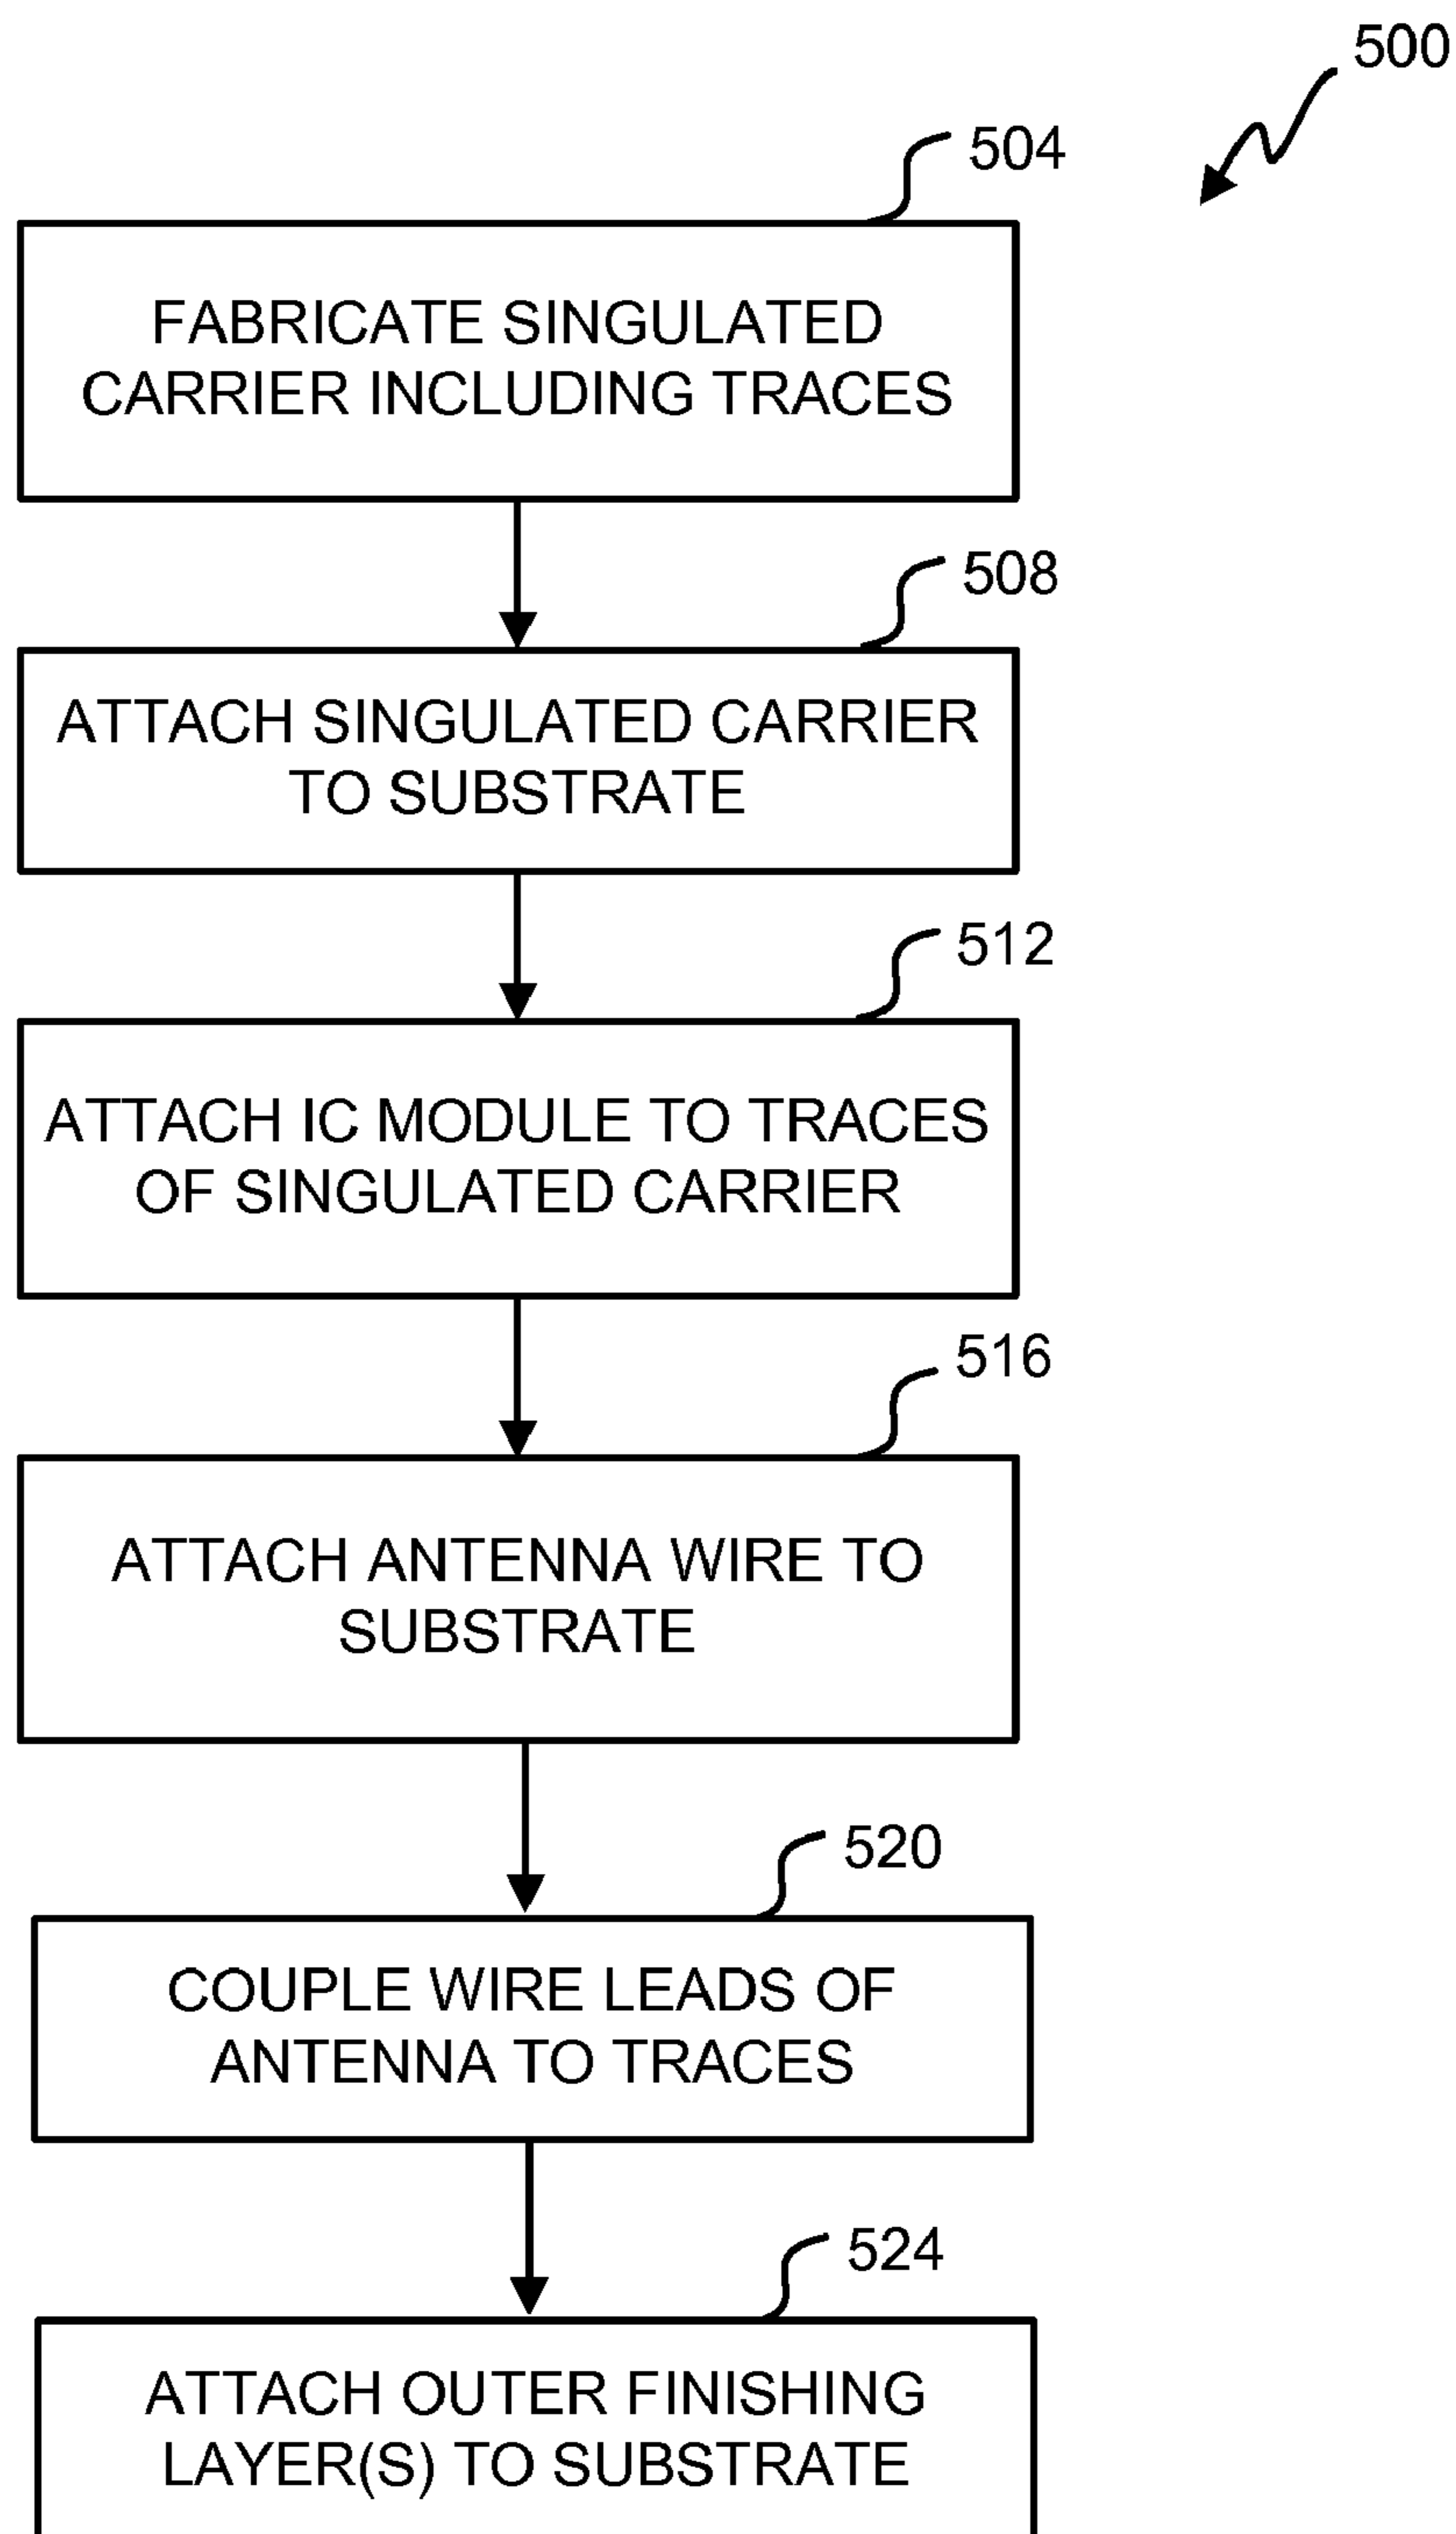 500
504
FABRICATE SINGULATED
CARRIER INCLUDING TRACES
508
ATTACH SINGULATED CARRIER
TO SUBSTRATE
512
ATTACH IC MODULE TO TRACES
OF SINGULATED CARRIER
516
ATTACH ANTENNA WIRE TO
SUBSTRATE
520
COUPLE WIRE LEADS OF
ANTENNA TO TRACES
524
ATTACH OUTER FINISHING
LAYER(S) TO SUBSTRATE